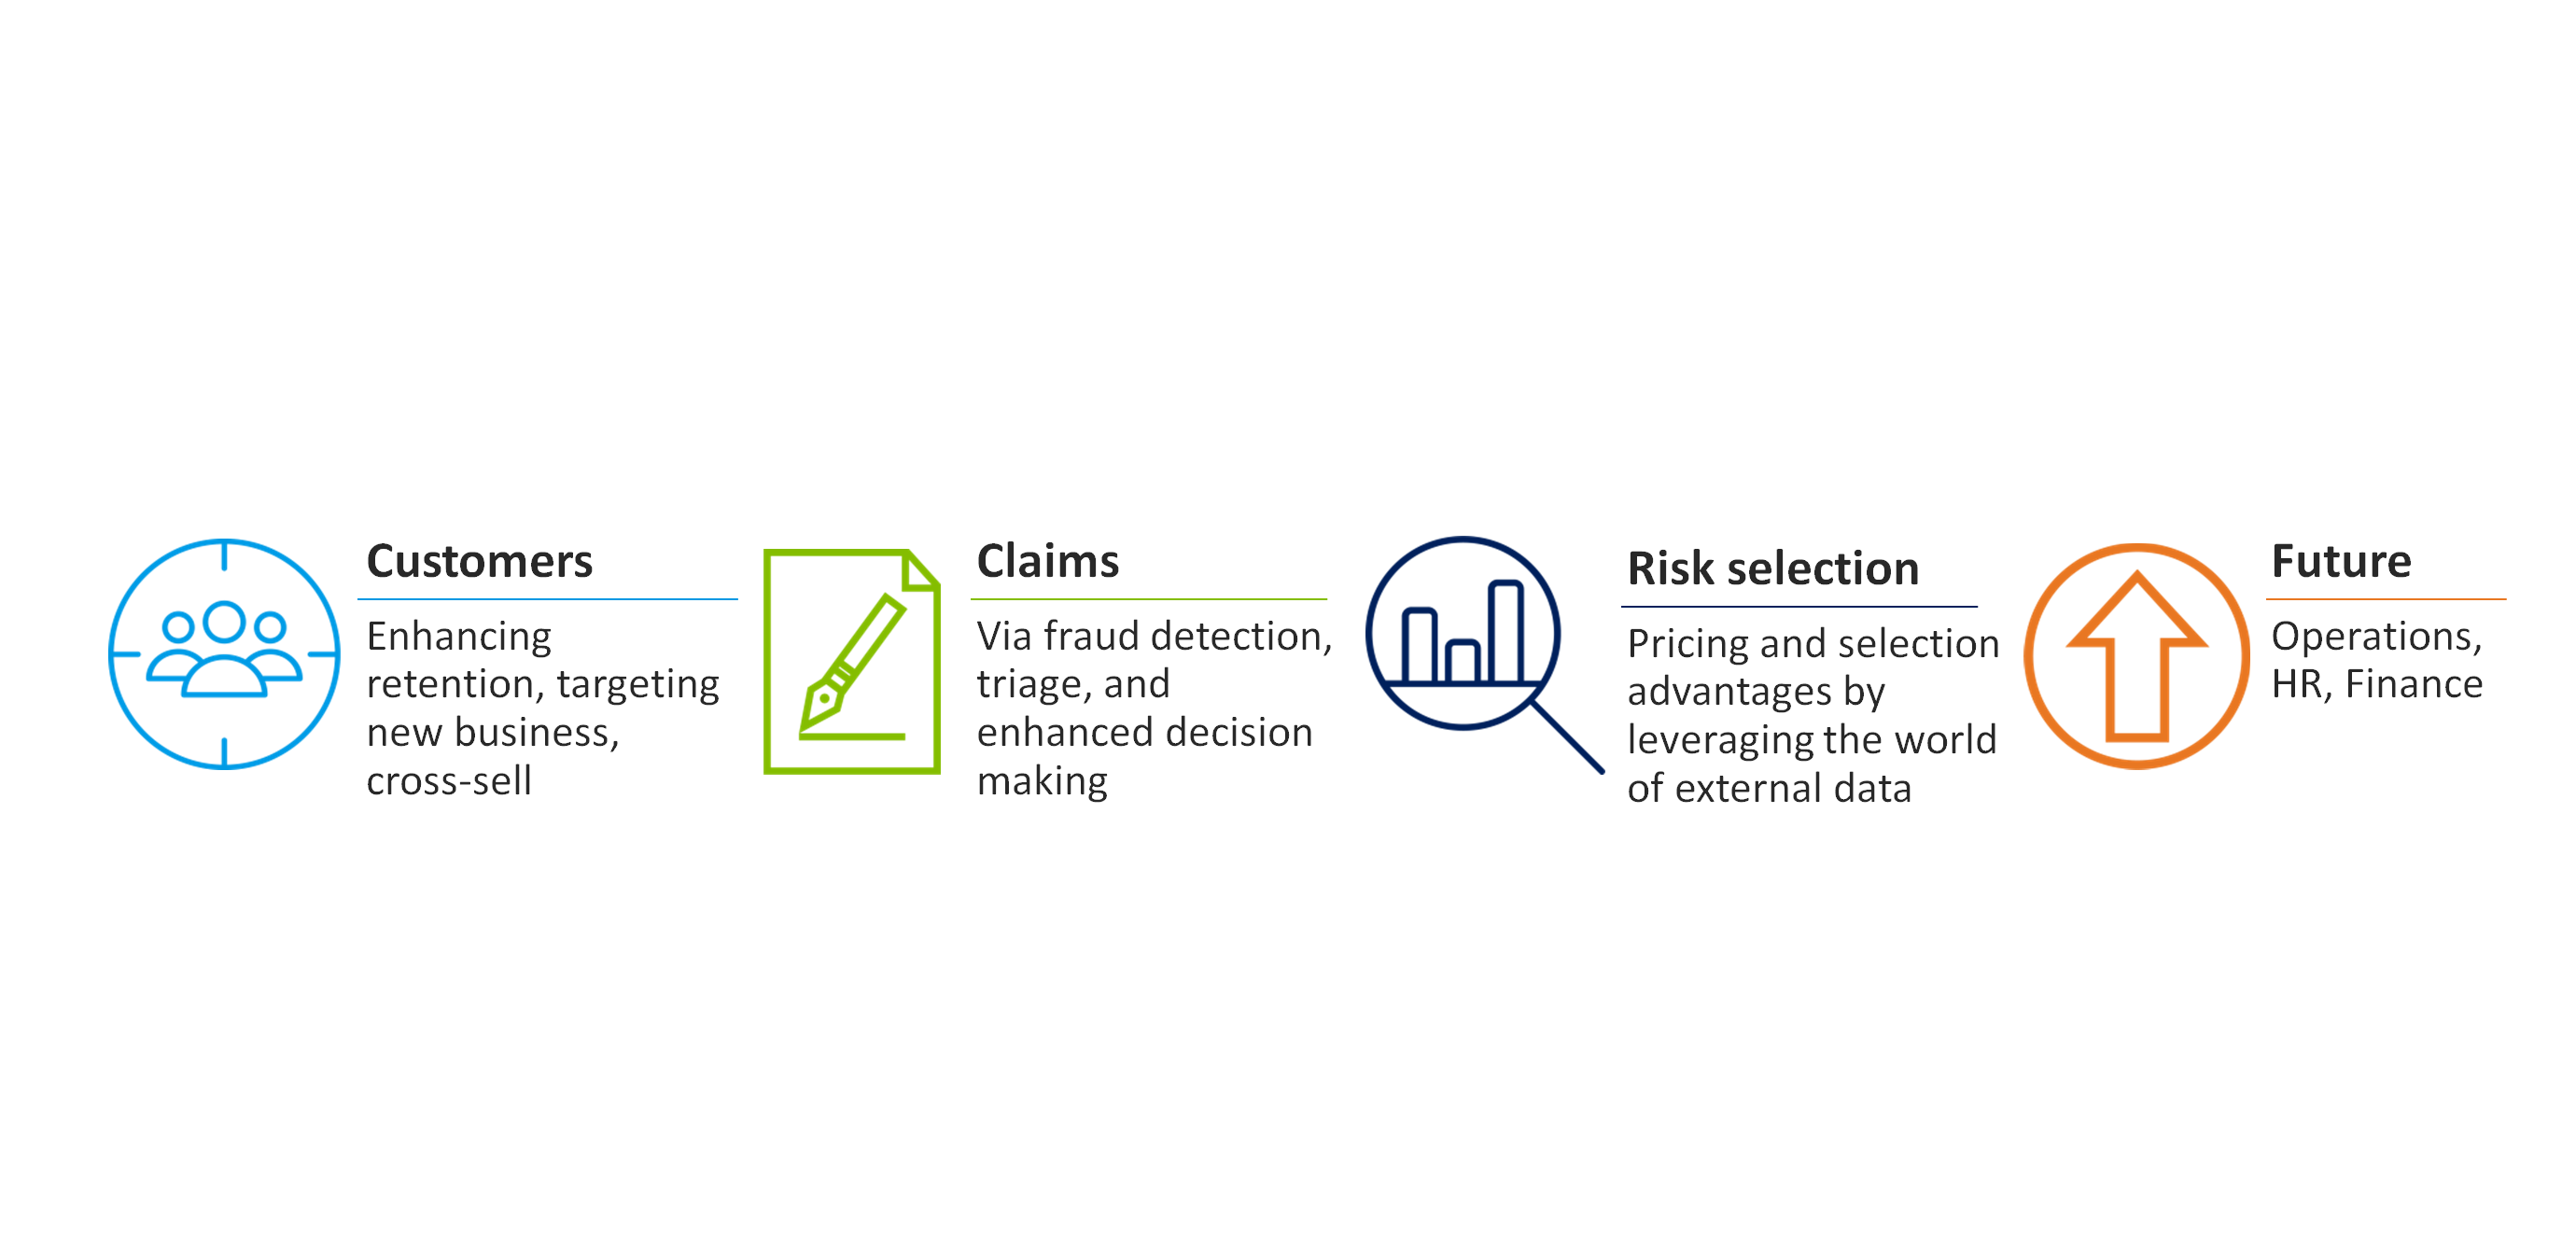 Customers
Enhancing
retention, targeting
new business,
cross-sell
Claims
Via fraud detection,
triage, and
enhanced decision
making
Risk selection
Pricing and selection
advantages by
leveraging the world
of external data
Future
Operations,
HR, Finance